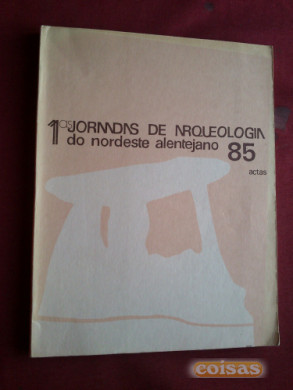 1as JORNADAS DE ARQUEOLOGIA
do nordeste alentejano 85
actas
coisas